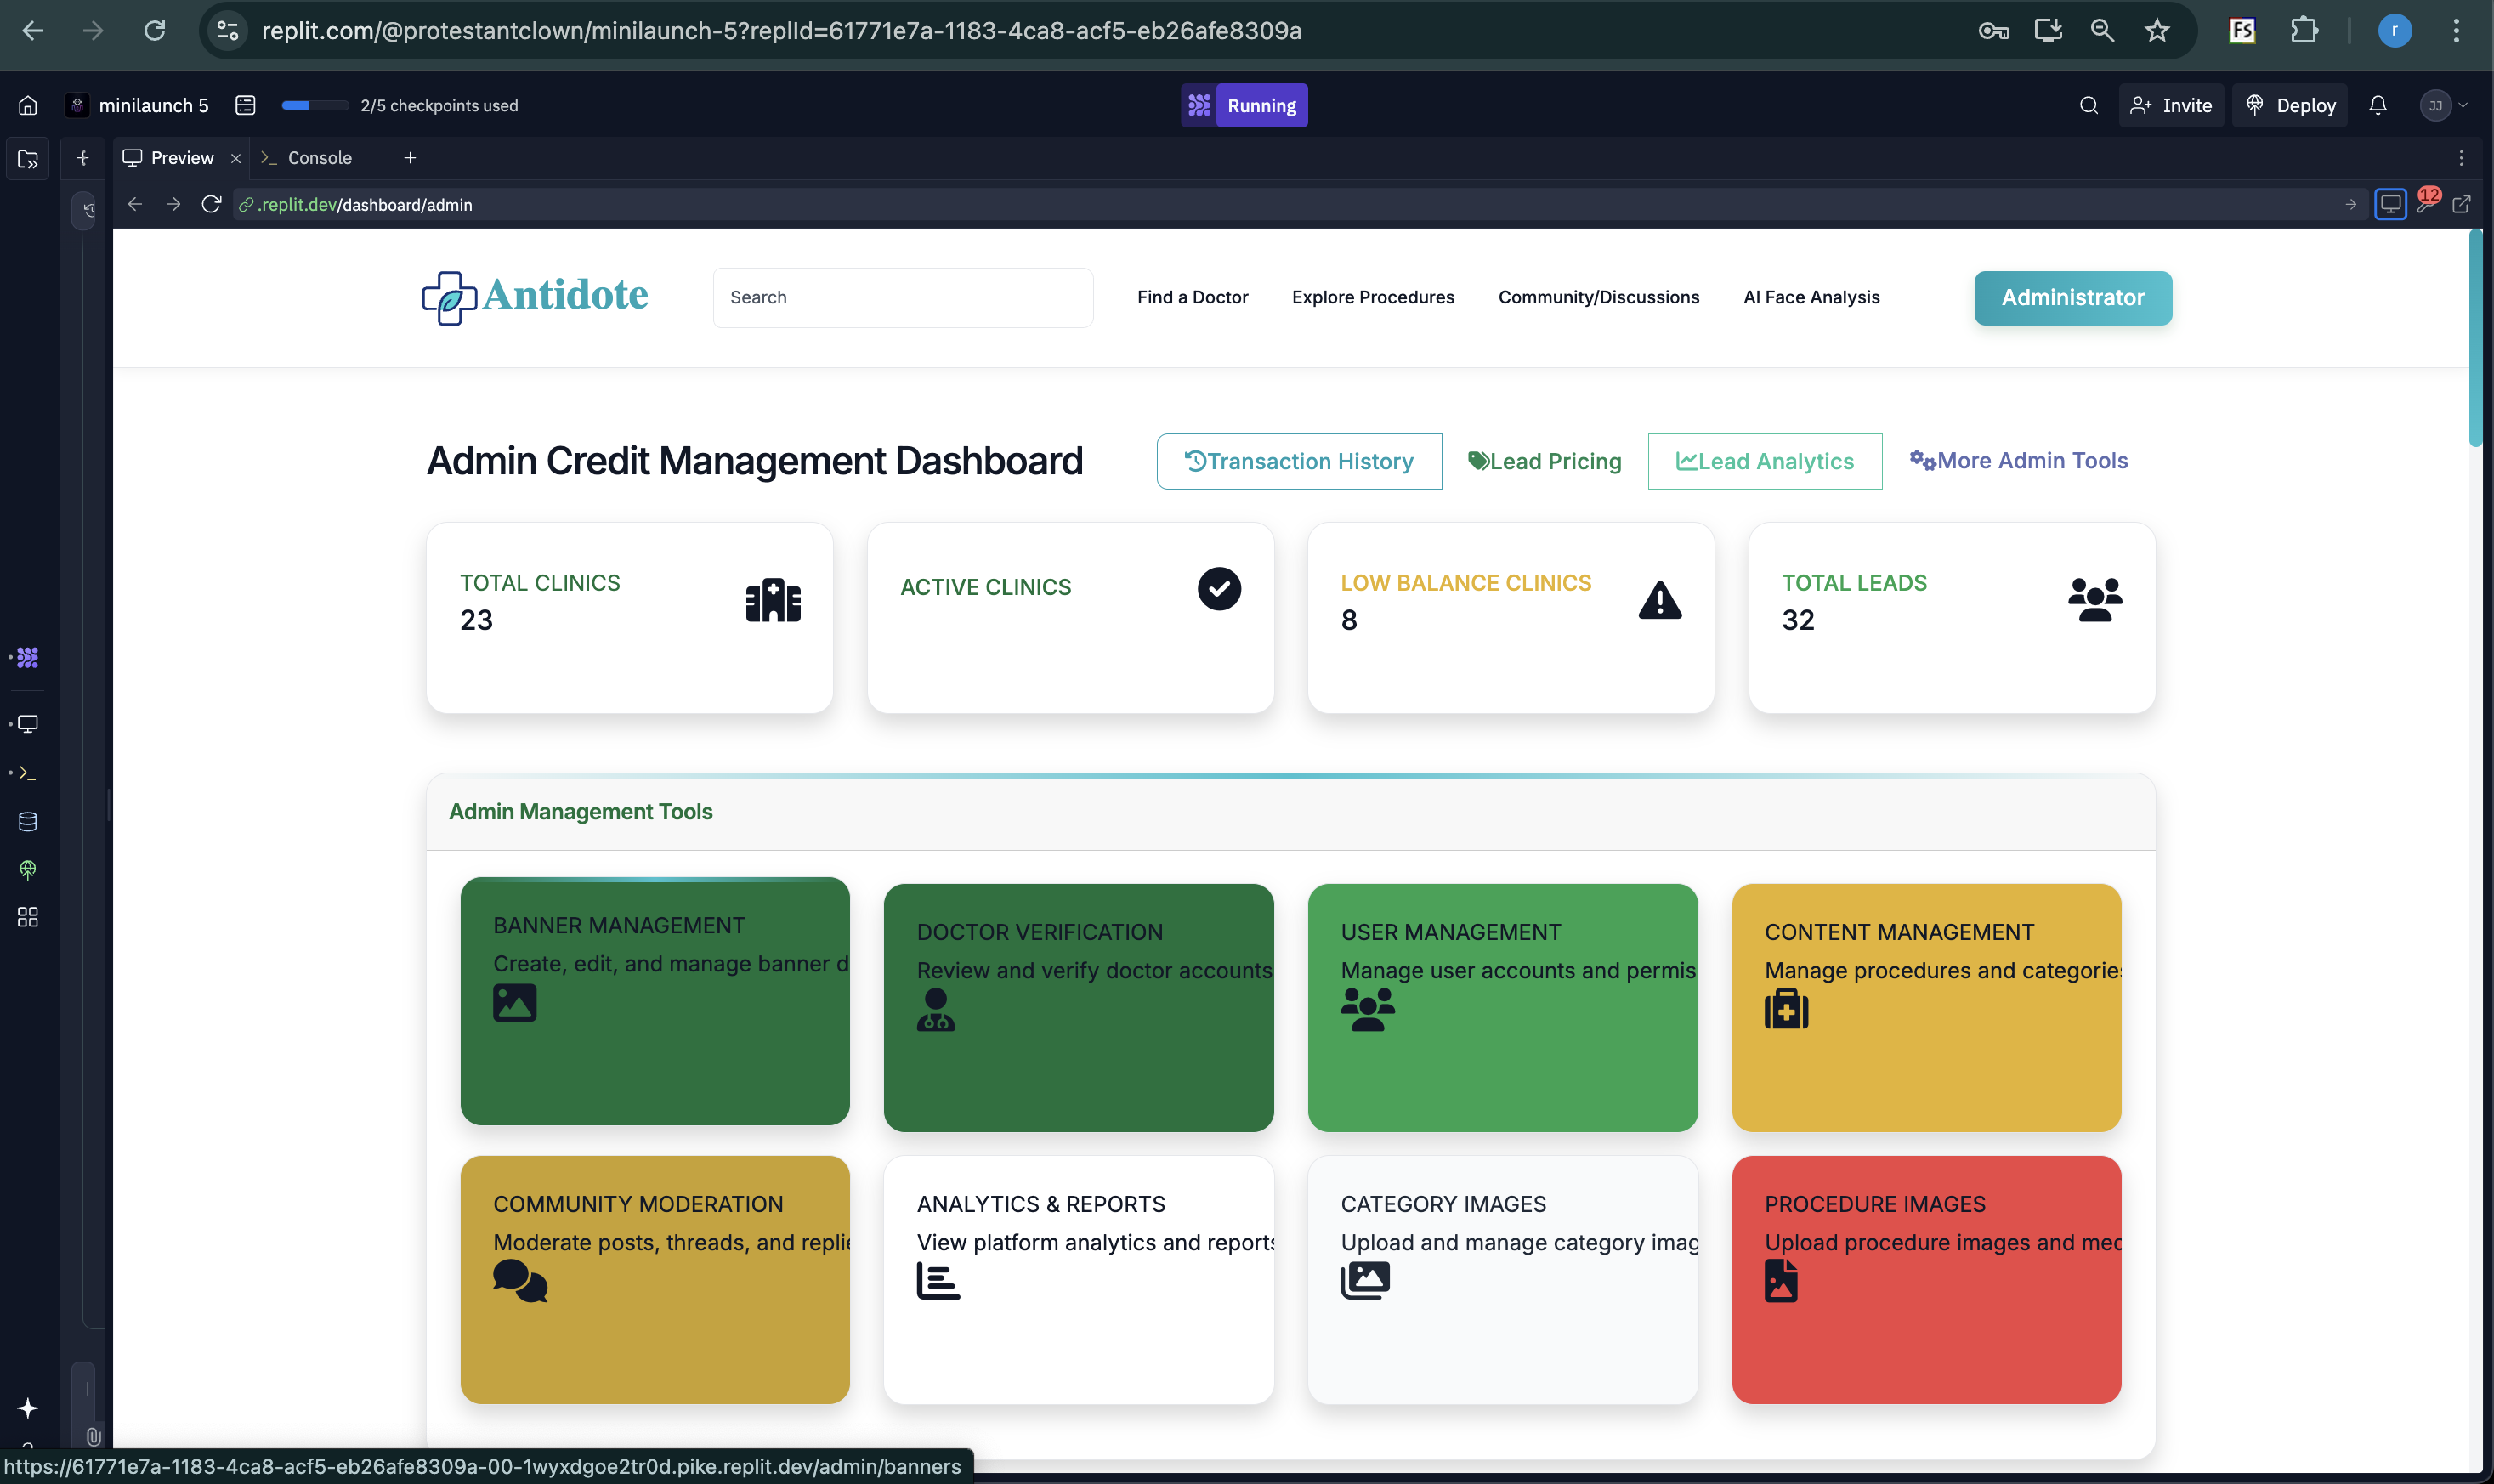 replit.com/@protestantclown/minilaunch-5?replId=61771e7a-1183-4ca8-acf5-eb26afe8309a
FS
r
minilaunch 5
2/5 checkpoints used
Running
Invite
Deploy
JJ
Preview
Console
.replit.dev/dashboard/admin
12
Antidote
Search
Find a Doctor
Explore Procedures
Community/Discussions
AI Face Analysis
Administrator
Admin Credit Management Dashboard
Transaction History
Lead Pricing
Lead Analytics
More Admin Tools
TOTAL CLINICS
23
ACTIVE CLINICS
LOW BALANCE CLINICS
8
TOTAL LEADS
32
Admin Management Tools
BANNER MANAGEMENT
Create, edit, and manage banner d
DOCTOR VERIFICATION
Review and verify doctor accounts
USER MANAGEMENT
Manage user accounts and permis
CONTENT MANAGEMENT
Manage procedures and categories
COMMUNITY MODERATION
Moderate posts, threads, and replie
ANALYTICS & REPORTS
View platform analytics and reports
CATEGORY IMAGES
Upload and manage category imag
PROCEDURE IMAGES
Upload procedure images and med
https://61771e7a-1183-4ca8-acf5-eb26afe8309a-00-1wyxdgoe2tr0d.pike.replit.dev/admin/banners